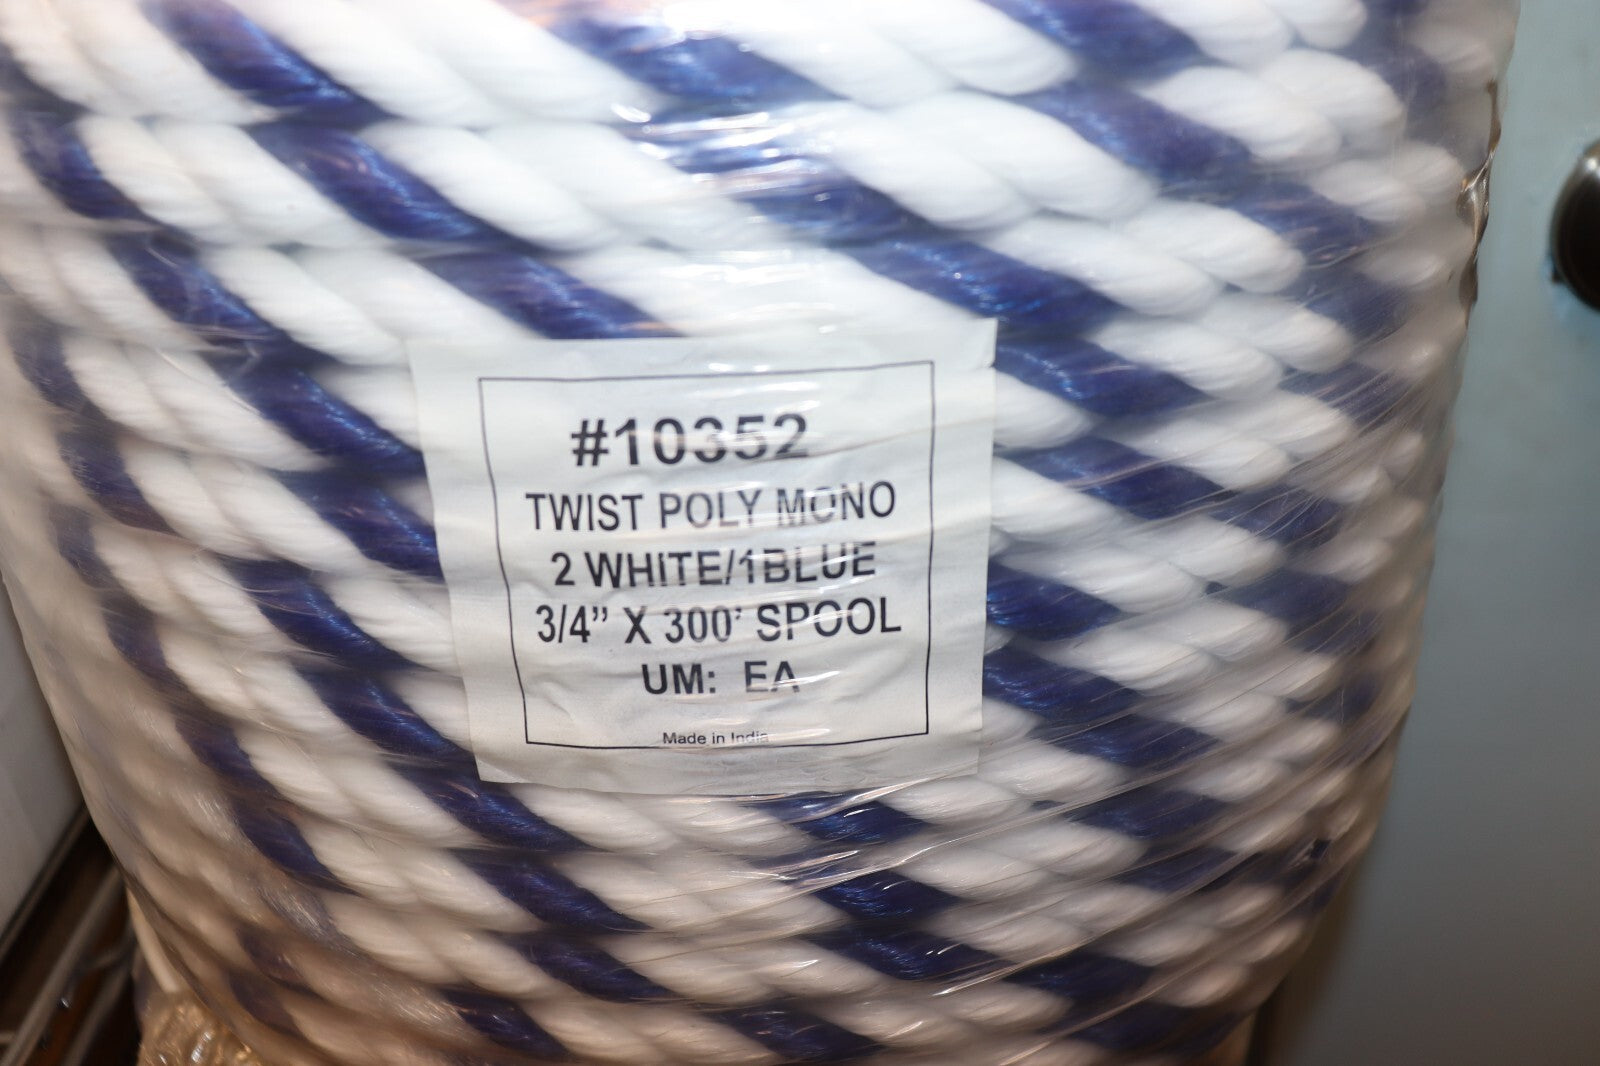 #10352
TWIST POLY MONO
2 WHITE/1BLUE
3/4" X 300' SPOOL
UM: EA
Made in India